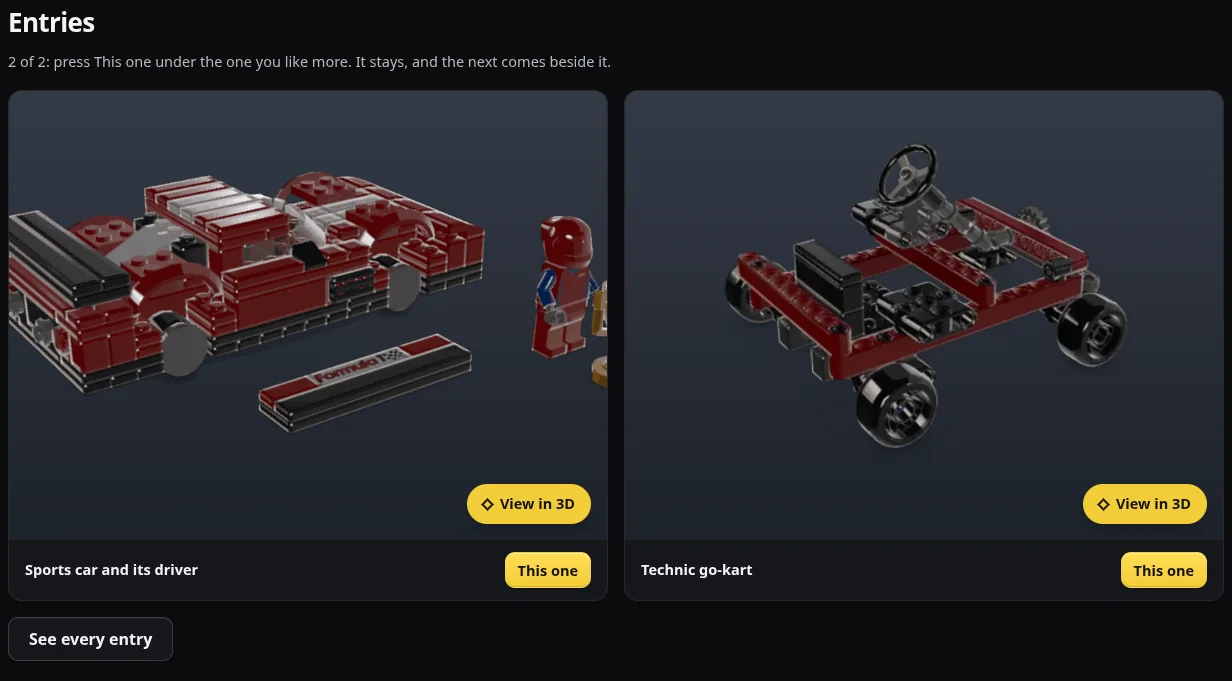 Entries
2 of 2: press This one under the one you like more. It stays, and the next comes beside it.
Formula 1
View in 3D
View in 3D
Sports car and its driver
This one
Technic go-kart
This one
See every entry